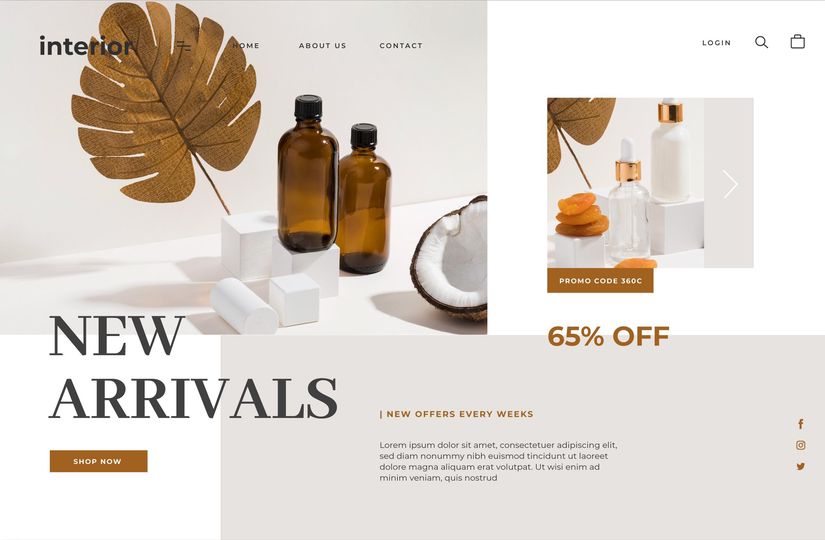 interior
HOME
ABOUT US
CONTACT
LOGIN
PROMO CODE 360C
65% OFF
NEW
ARRIVALS
SHOP NOW
| NEW OFFERS EVERY WEEKS
Lorem ipsum dolor sit amet, consectetuer adipiscing elit,
sed diam nonummy nibh euismod tincidunt ut laoreet
dolore magna aliquam erat volutpat. Ut wisi enim ad
minim veniam, quis nostrud